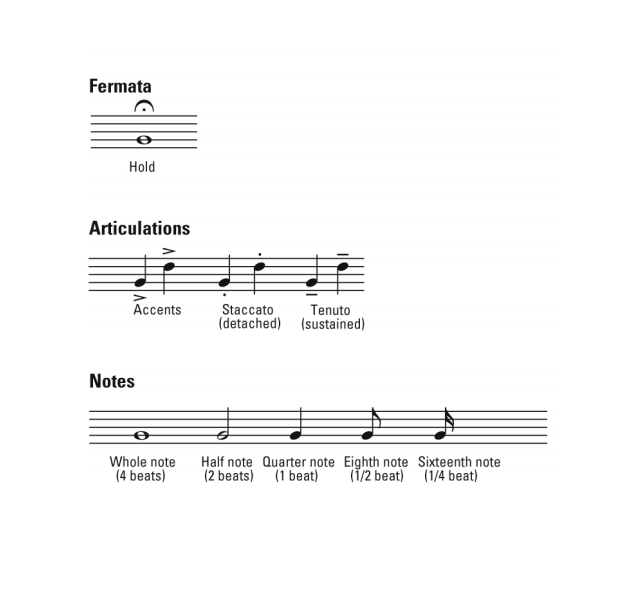 Fermata
Hold
Articulations
Accents
Staccato
(detached)
Tenuto
(sustained)
Notes
Whole note
(4 beats)
Half note
(2 beats)
Quarter note
(1 beat)
Eighth note
(1/2 beat)
Sixteenth note
(1/4 beat)